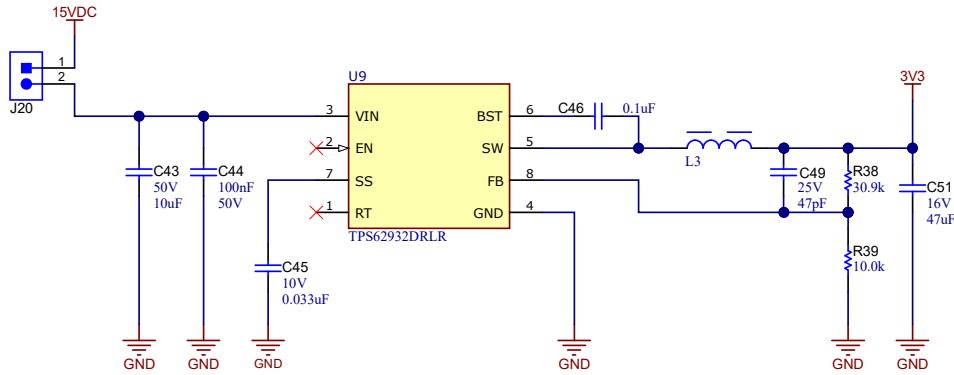 15VDC
1
2
J20
U9
3 VIN
2 EN
7 SS
1 RT
BST 6
SW 5
FB 8
GND 4
TPS62932DRLR
C43
50V
10uF
C44
100nF
50V
C45
10V
0.033uF
C46
0.1uF
L3
3V3
C49
25V
47pF
R38
30.9k
C51
16V
47uF
R39
10.0k
GND
GND
GND
GND
GND
GND